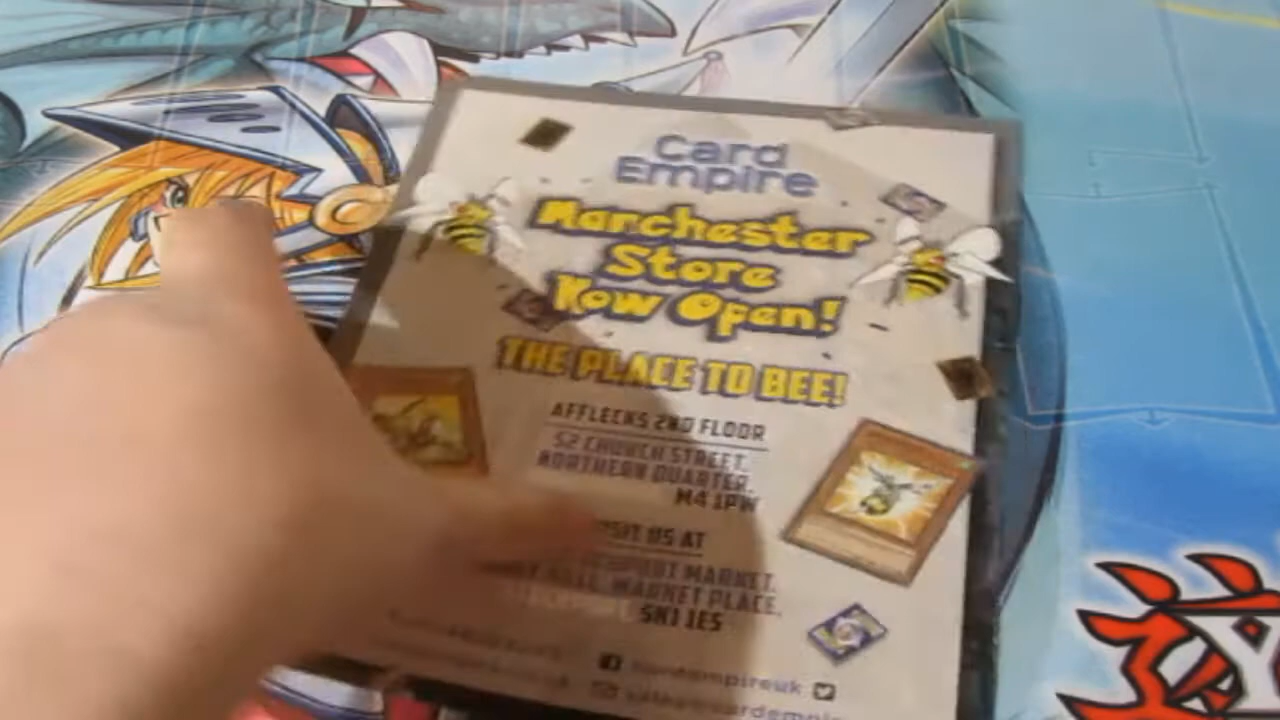 Card
Empire
Manchester
Store
Now Open!
THE PLACE TO BEE!
AFFLECKS 2ND FLOOR
52 CHURCH STREET,
NORTHERN QUARTER,
M4 1PW
US AT
MARKET,
MARKET PLACE,
SK1 1ES